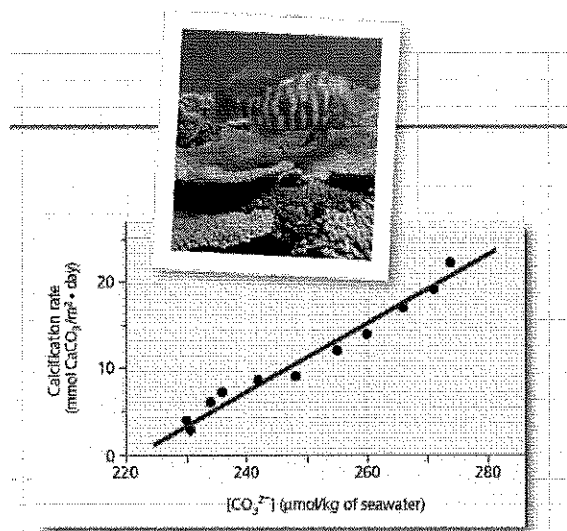 Calcification rate
(mmol CaCO₃/m² • day)
20
10
0
220
240
260
280
[CO₃²⁻] (µmol/kg of seawater)